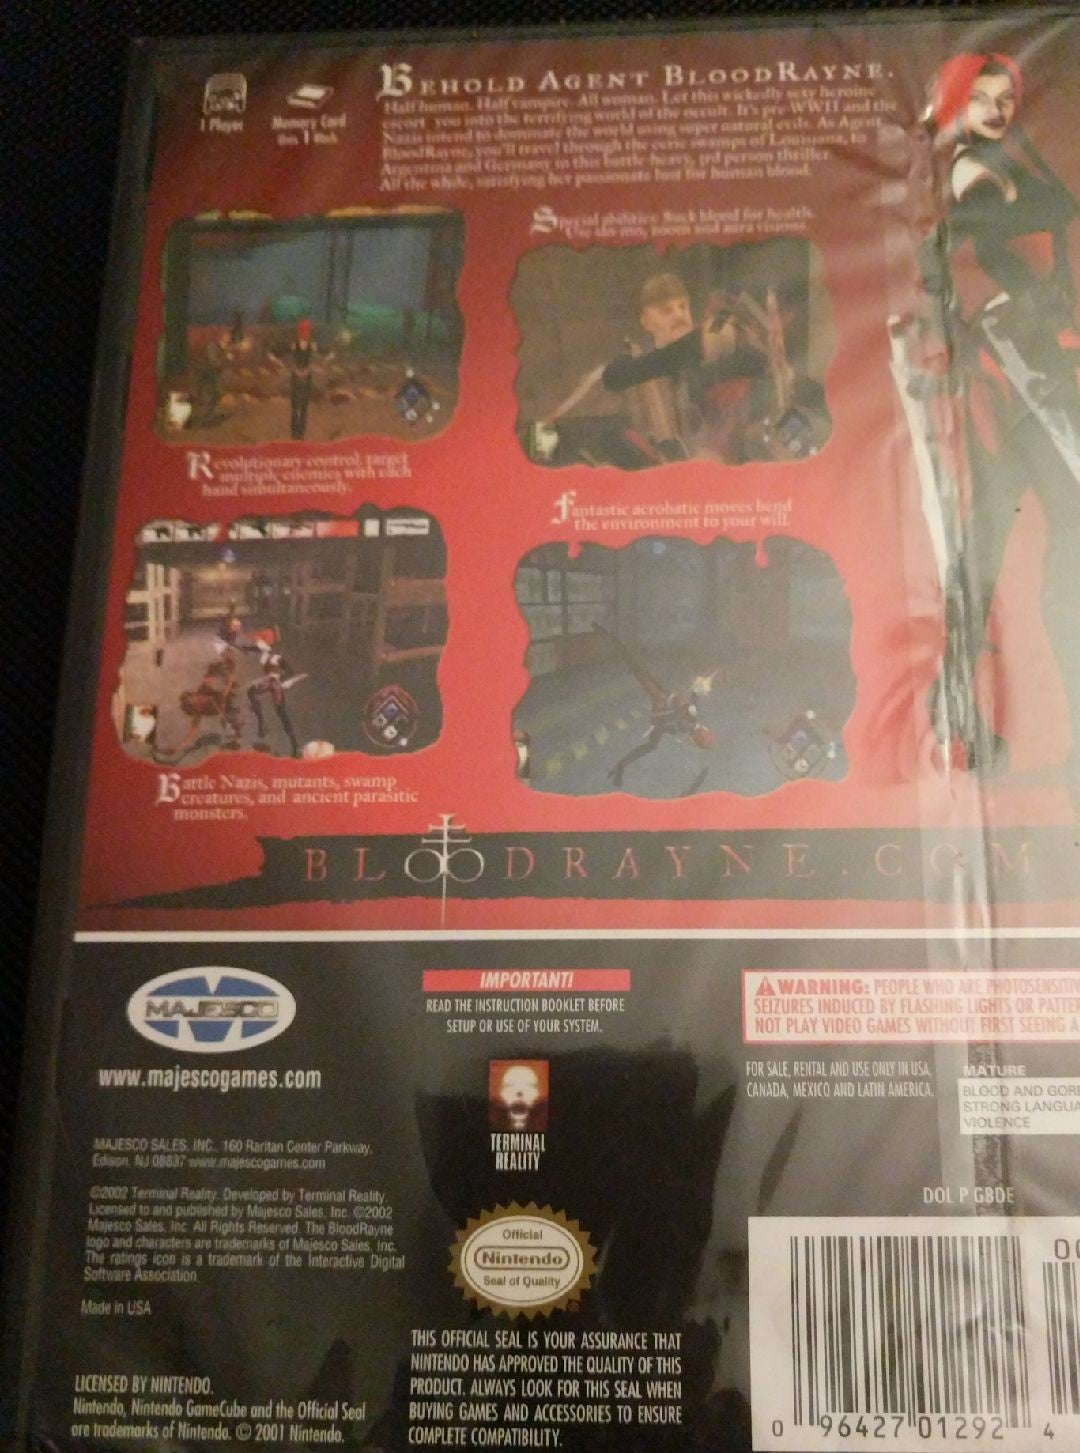 BEHOLD AGENT BLOODRAYNE.
Half human. Half vampire. All woman. Let this wickedly sexy heroine
escort you into the terrifying world of the occult. It's pre WWII and the
Nazis intend to dominate the world using super natural evils. As Agent
BloodRayne, you'll travel through the eerie swamps of Louisiana, to
Argentina and Germany in this battle heavy, 3rd person thriller
All the while, satisfying her passionate lust for human blood.
1 Player
Memory Card
Special abilities: Suck blood for health.
Use slo-mo, zoom and aura visions.
Revolutionary control, target
multiple enemies with each
hand simultaneously.
Fantastic acrobatic moves bend
the environment to your will.
Battle Nazis, mutants, swamp
creatures, and ancient parasitic
monsters.
BLOODRAYNE.COM
MAJESCO
www.majescogames.com
IMPORTANT!
READ THE INSTRUCTION BOOKLET BEFORE
SETUP OR USE OF YOUR SYSTEM.
WARNING: PEOPLE WHO ARE PHOTOSENSITIV
SEIZURES INDUCED BY FLASHING LIGHTS OR PATTER
NOT PLAY VIDEO GAMES WITHOUT FIRST SEEING A
FOR SALE, RENTAL AND USE ONLY IN USA,
CANADA, MEXICO AND LATIN AMERICA.
MATURE
BLOOD AND GORE
STRONG LANGUA
VIOLENCE
TERMINAL
REALITY
MAJESCO SALES, INC., 160 Raritan Center Parkway,
Edison, NJ 08837 www.majescogames.com
©2002 Terminal Reality. Developed by Terminal Reality.
Licensed to and published by Majesco Sales, Inc. ©2002
Majesco Sales, Inc. All Rights Reserved. The BloodRayne
logo and characters are trademarks of Majesco Sales, Inc.
The ratings icon is a trademark of the Interactive Digital
Software Association
Made in USA
DOL P GBDE
Official
Nintendo
Seal of Quality
THIS OFFICIAL SEAL IS YOUR ASSURANCE THAT
NINTENDO HAS APPROVED THE QUALITY OF THIS
PRODUCT. ALWAYS LOOK FOR THIS SEAL WHEN
BUYING GAMES AND ACCESSORIES TO ENSURE
COMPLETE COMPATIBILITY.
LICENSED BY NINTENDO.
Nintendo, Nintendo GameCube and the Official Seal
are trademarks of Nintendo. © 2001 Nintendo.
0 96427 01292 4
00